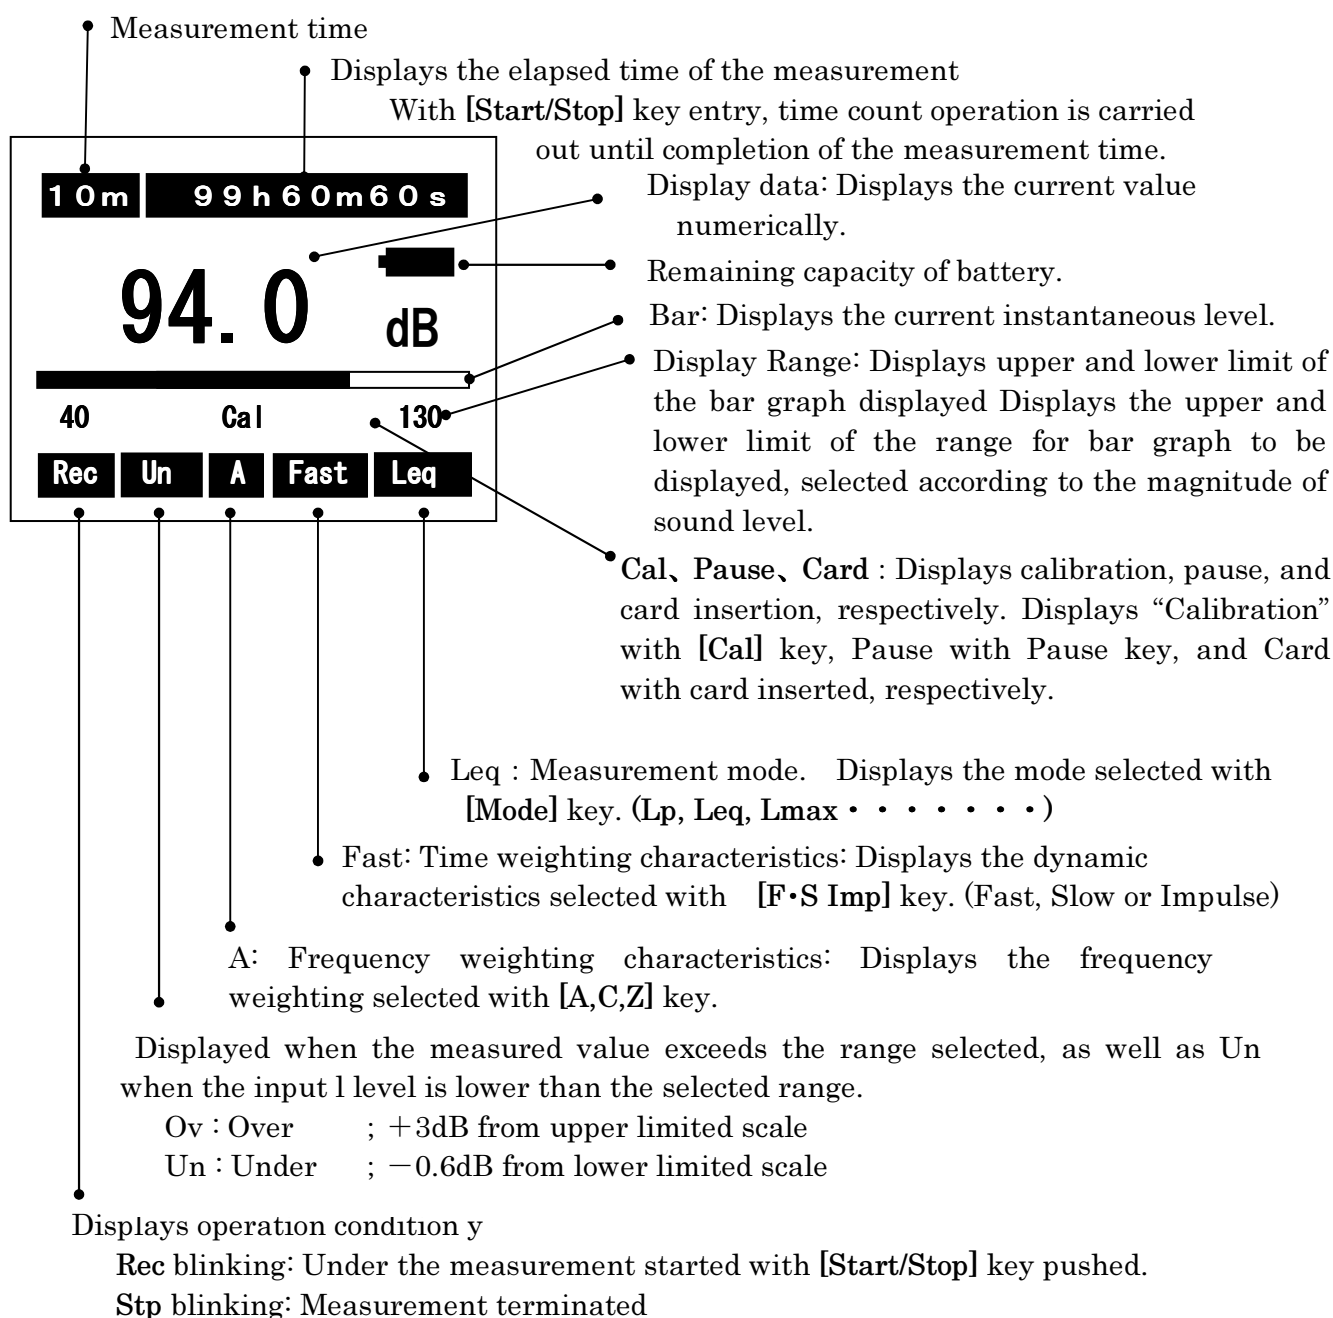 Measurement time
Displays the elapsed time of the measurement
With [Start/Stop] key entry, time count operation is carried
out until completion of the measurement time.
10m 99h60m60s
Display data: Displays the current value
numerically.
Remaining capacity of battery.
94.0 dB
Bar: Displays the current instantaneous level.
Display Range: Displays upper and lower limit of
the bar graph displayed Displays the upper and
lower limit of the range for bar graph to be
displayed, selected according to the magnitude of
sound level.
40 Cal 130
Rec Un A Fast Leq
Cal、Pause、Card : Displays calibration, pause, and
card insertion, respectively. Displays “Calibration”
with [Cal] key, Pause with Pause key, and Card
with card inserted, respectively.
Leq : Measurement mode. Displays the mode selected with
[Mode] key. (Lp, Leq, Lmax・・・・・・・)
Fast: Time weighting characteristics: Displays the dynamic
characteristics selected with [F・S Imp] key. (Fast, Slow or Impulse)
A: Frequency weighting characteristics: Displays the frequency
weighting selected with [A,C,Z] key.
Displayed when the measured value exceeds the range selected, as well as Un
when the input l level is lower than the selected range.
Ov : Over ; +3dB from upper limited scale
Un : Under ; −0.6dB from lower limited scale
Displays operation condition y
Rec blinking: Under the measurement started with [Start/Stop] key pushed.
Stp blinking: Measurement terminated